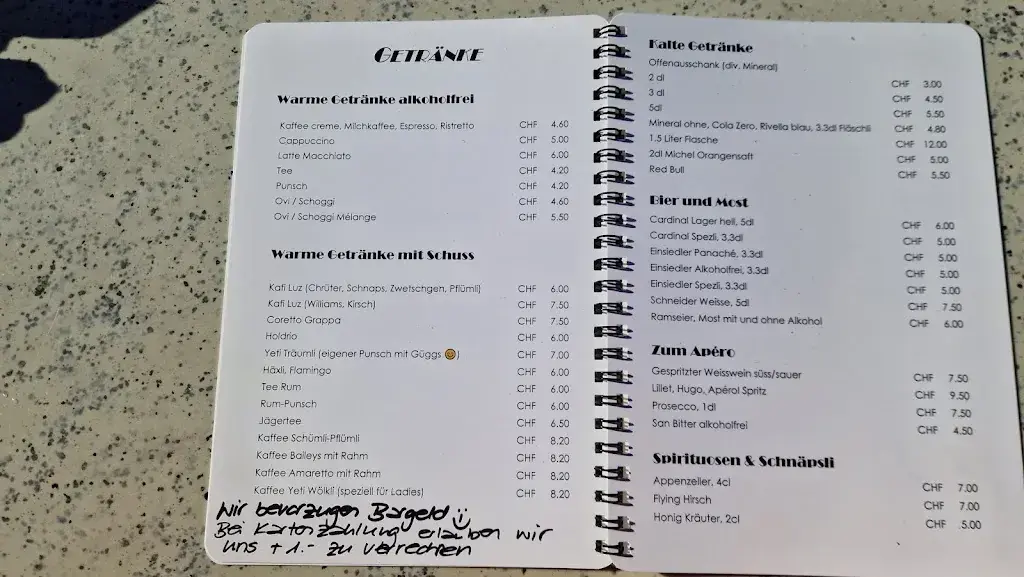 GETRÄNKE
Warme Getränke alkoholfrei
Kaffee creme, Milchkaffee, Espresso, Ristretto CHF 4.60
Cappuccino CHF 5.00
Latte Macchiato CHF 6.00
Tee CHF 4.20
Punsch CHF 4.20
Ovi / Schoggi CHF 4.60
Ovi / Schoggi Mélange CHF 5.50
Warme Getränke mit Schuss
Kafi Luz (Chrüter, Schnaps, Zwetschgen, Pflümli) CHF 6.00
Kafi Luz (Williams, Kirsch) CHF 7.50
Coretto Grappa CHF 7.50
Holdrio CHF 6.00
Yeti Träumli (eigener Punsch mit Güggs 😊) CHF 7.00
Häxli, Flamingo CHF 6.00
Tee Rum CHF 6.00
Rum-Punsch CHF 6.00
Jägertee CHF 6.50
Kaffee Schümli-Pflümli CHF 8.20
Kaffee Baileys mit Rahm CHF 8.20
Kaffee Amaretto mit Rahm CHF 8.20
Kaffee Yeti Wölkli (speziell für Ladies) CHF 8.20
Wir bevorzugen Bargeld
Bei Kartenzahlung erlauben wir
uns + 1.- zu verrechnen
Kalte Getränke
Offenausschank (div. Mineral)
2 dl CHF 3.00
3 dl CHF 4.50
5dl CHF 5.50
Mineral ohne, Cola Zero, Rivella blau, 3.3dl Fläschli CHF 4.80
1.5 Liter Flasche CHF 12.00
2dl Michel Orangensaft CHF 5.00
Red Bull CHF 5.50
Bier und Most
Cardinal Lager hell, 5dl CHF 6.00
Cardinal Spezli, 3.3dl CHF 5.00
Einsiedler Panaché, 3.3dl CHF 5.00
Einsiedler Alkoholfrei, 3.3dl CHF 5.00
Einsiedler Spezli, 3.3dl CHF 5.00
Schneider Weisse, 5dl CHF 7.50
Ramseier, Most mit und ohne Alkohol CHF 6.00
Zum Apéro
Gespritzter Weisswein süss/sauer CHF 7.50
Lillet, Hugo, Apérol Spritz CHF 9.50
Prosecco, 1dl CHF 7.50
San Bitter alkoholfrei CHF 4.50
Spirituosen & Schnäpsli
Appenzeller, 4cl CHF 7.00
Flying Hirsch CHF 7.00
Honig Kräuter, 2cl CHF 5.00